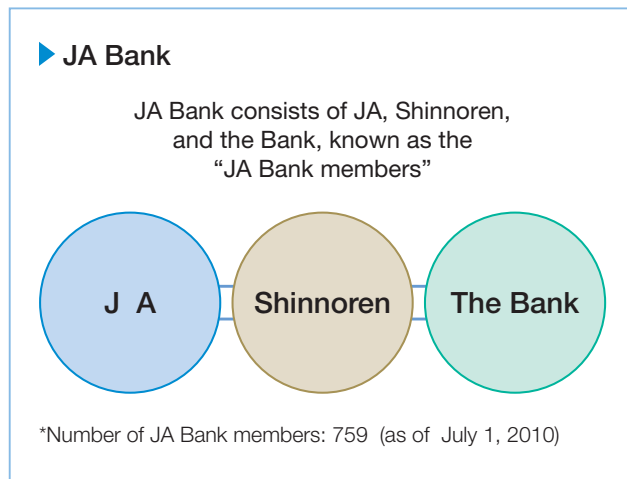 JA Bank
JA Bank consists of JA, Shinnoren,
and the Bank, known as the
“JA Bank members”
J A
Shinnoren
The Bank
*Number of JA Bank members: 759 (as of July 1, 2010)